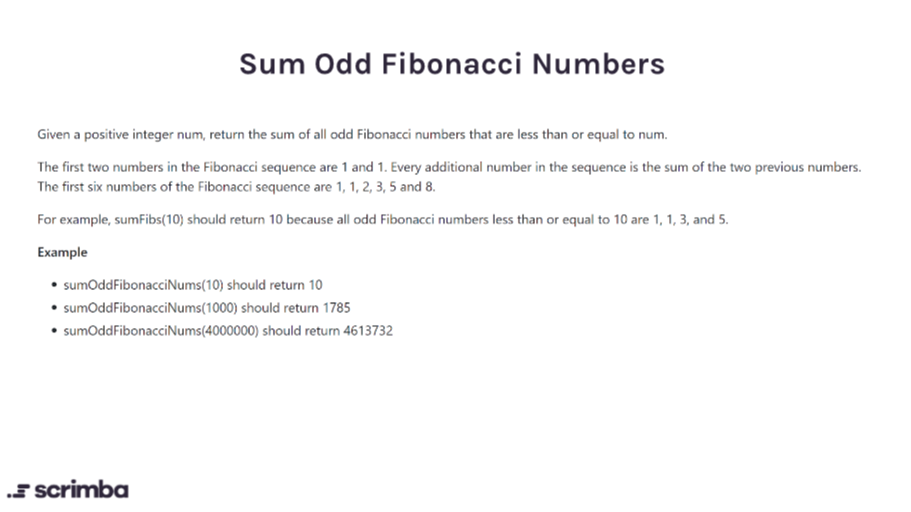 Sum Odd Fibonacci Numbers
Given a positive integer num, return the sum of all odd Fibonacci numbers that are less than or equal to num.
The first two numbers in the Fibonacci sequence are 1 and 1. Every additional number in the sequence is the sum of the two previous numbers.
The first six numbers of the Fibonacci sequence are 1, 1, 2, 3, 5 and 8.
For example, sumFibs(10) should return 10 because all odd Fibonacci numbers less than or equal to 10 are 1, 1, 3, and 5.
Example
• sumOddFibonacciNums(10) should return 10
• sumOddFibonacciNums(1000) should return 1785
• sumOddFibonacciNums(4000000) should return 4613732
scrimba